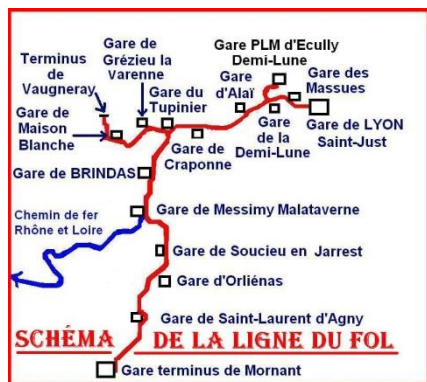 Gare PLM d'Ecully
Demi-Lune
Terminus
de
Vaugneray
Gare de
Grézieu la
Varenne
Gare du
Tupinier
Gare
d'Alaï
Gare des
Massues
Gare de
Maison
Blanche
Gare
de la
Demi-Lune
Gare de LYON
Saint-Just
Gare de
Craponne
Gare de BRINDAS
Chemin de fer
Rhône et Loire
Gare de Messimy Malataverne
Gare de Soucieu en Jarrest
Gare d'Orliénas
Gare de Saint-Laurent d'Agny
SCHÉMA DE LA LIGNE DU FOL
Gare terminus de Mornant